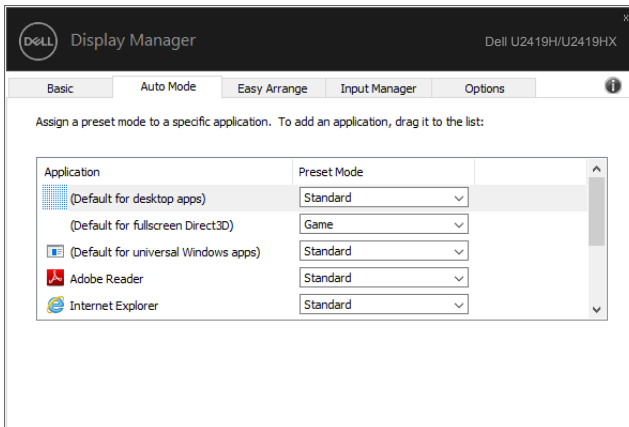 x
DELL Display Manager Dell U2419H/U2419HX
Basic Auto Mode Easy Arrange Input Manager Options i
Assign a preset mode to a specific application. To add an application, drag it to the list:
Application Preset Mode
(Default for desktop apps) Standard
(Default for fullscreen Direct3D) Game
(Default for universal Windows apps) Standard
Adobe Reader Standard
Internet Explorer Standard